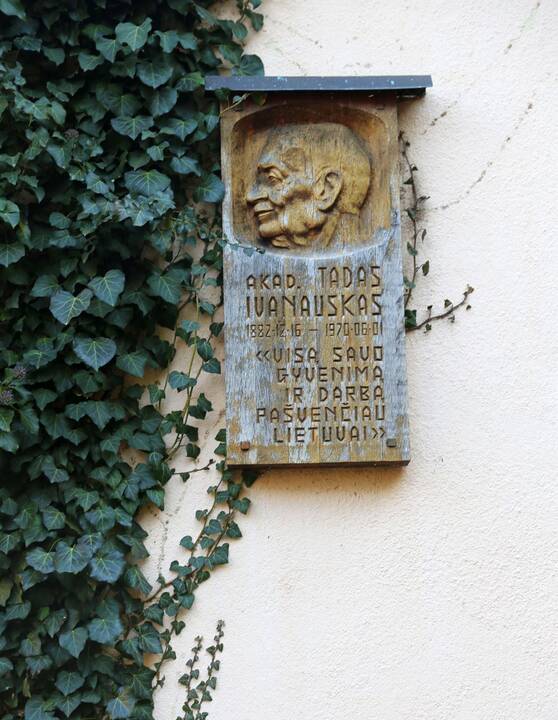 AKAD. TADAS
IVANAUSKAS
1882·12·16 — 1970·06·01
«VISĄ SAVO
GYVENIMĄ
IR DARBĄ
PAŠVENČIAU
LIETUVAI»